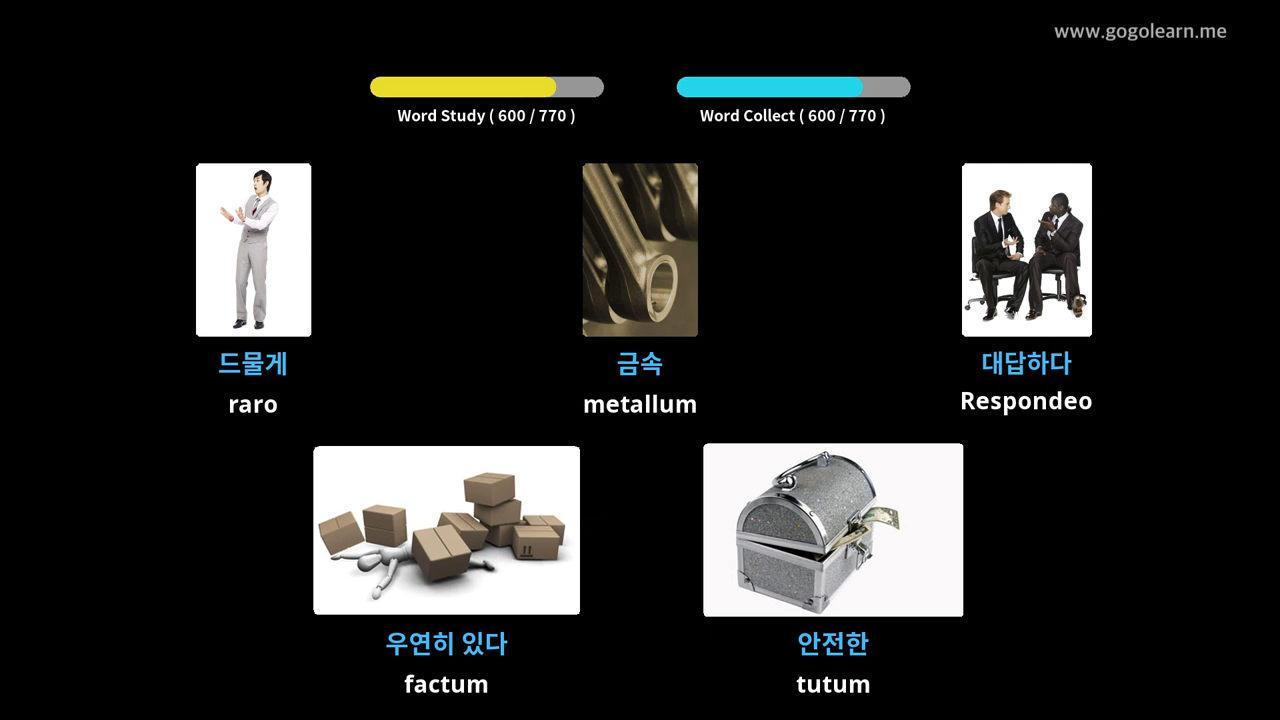 www.gogolearn.me
Word Study ( 600 / 770 )
Word Collect ( 600 / 770 )
드물게
raro
금속
metallum
대답하다
Respondeo
우연히 있다
factum
안전한
tutum